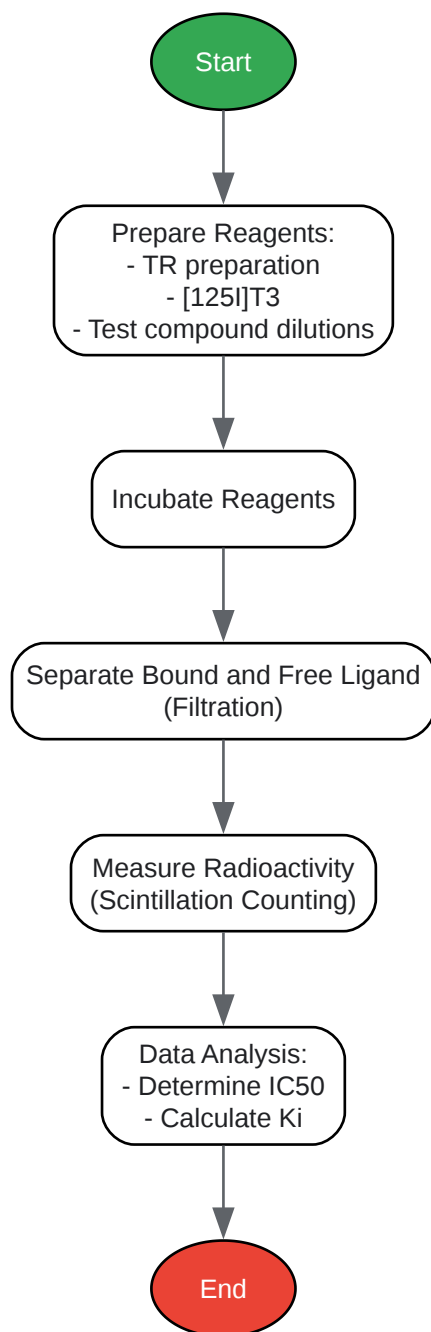 Start
Prepare Reagents:
- TR preparation
- [125I]T3
- Test compound dilutions
Incubate Reagents
Separate Bound and Free Ligand
(Filtration)
Measure Radioactivity
(Scintillation Counting)
Data Analysis:
- Determine IC50
- Calculate Ki
End